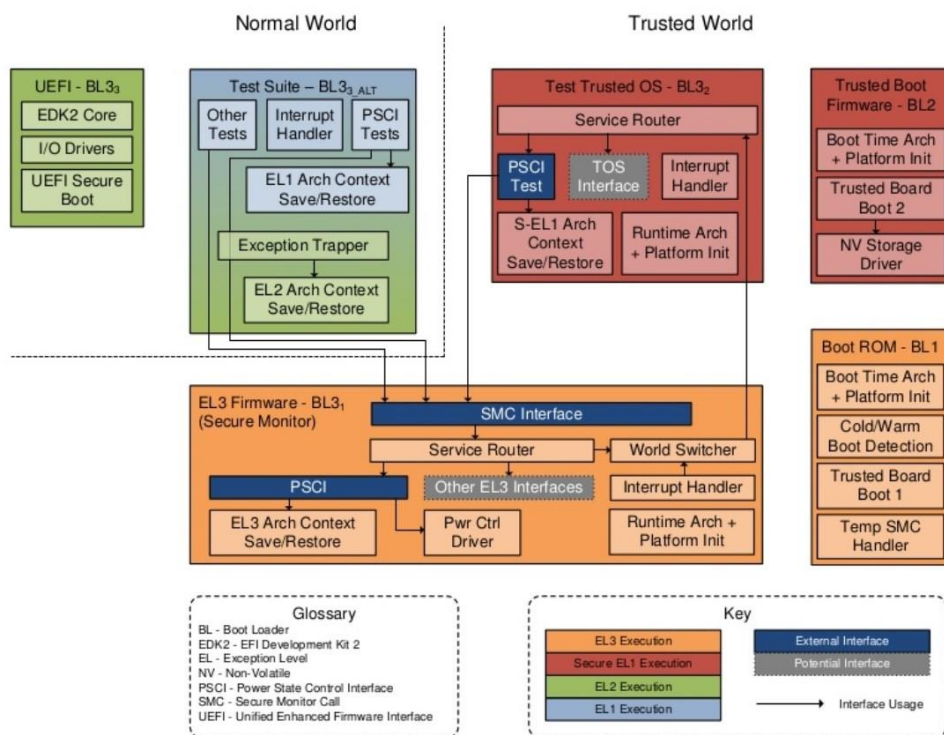 Normal World
Trusted World
UEFI - BL3₃
EDK2 Core
I/O Drivers
UEFI Secure
Boot
Test Suite – BL3₃_ALT
Other
Tests
Interrupt
Handler
PSCI
Tests
EL1 Arch Context
Save/Restore
Exception Trapper
EL2 Arch Context
Save/Restore
Test Trusted OS - BL3₂
Service Router
PSCI
Test
TOS
Interface
Interrupt
Handler
S-EL1 Arch
Context
Save/Restore
Runtime Arch
+ Platform Init
Trusted Boot
Firmware - BL2
Boot Time Arch
+ Platform Init
Trusted Board
Boot 2
NV Storage
Driver
EL3 Firmware - BL3₁
(Secure Monitor)
SMC Interface
Service Router
World Switcher
PSCI
Other EL3 Interfaces
Interrupt Handler
EL3 Arch Context
Save/Restore
Pwr Ctrl
Driver
Runtime Arch +
Platform Init
Boot ROM - BL1
Boot Time Arch
+ Platform Init
Cold/Warm
Boot Detection
Trusted Board
Boot 1
Temp SMC
Handler
Glossary
BL - Boot Loader
EDK2 - EFI Development Kit 2
EL - Exception Level
NV - Non-Volatile
PSCI - Power State Control Interface
SMC - Secure Monitor Call
UEFI - Unified Enhanced Firmware Interface
Key
EL3 Execution
Secure EL1 Execution
EL2 Execution
EL1 Execution
External Interface
Potential Interface
Interface Usage